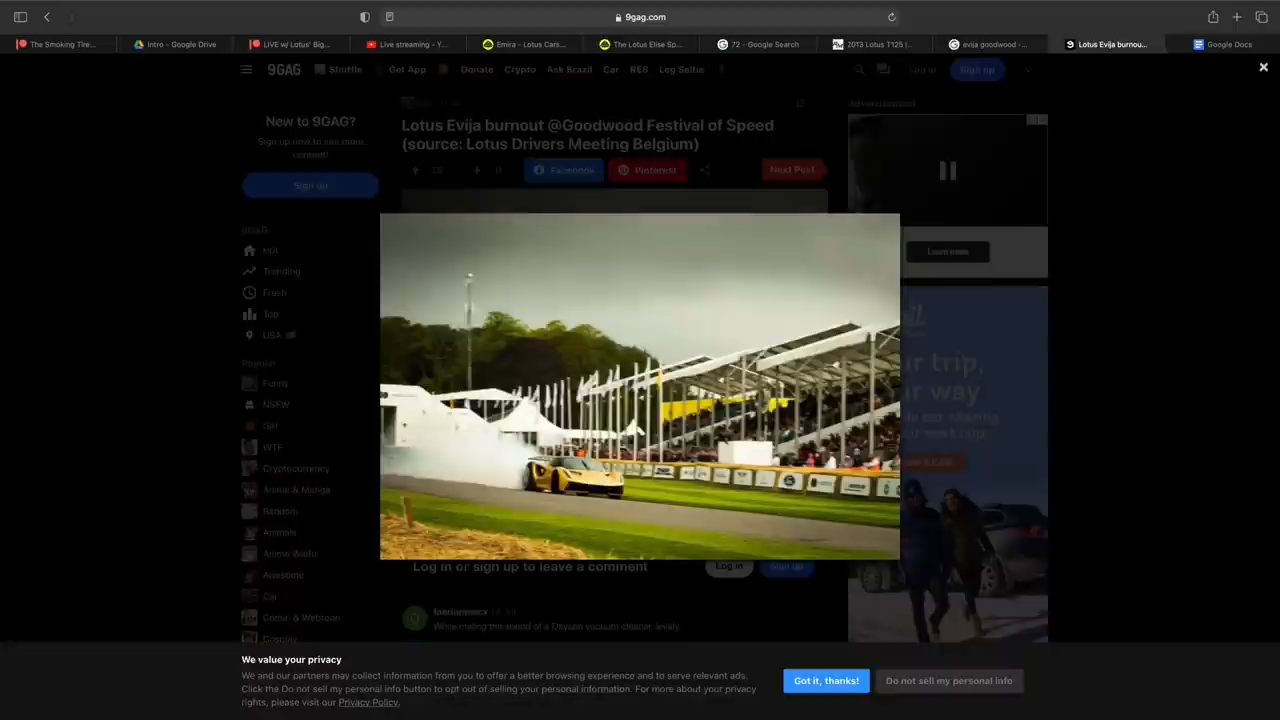 9gag.com
The Smoking Tire...
Intro - Google Drive
LIVE w/ Lotus' Big...
Live streaming - Y...
Emira - Lotus Cars...
The Lotus Elise Sp...
72 - Google Search
2013 Lotus T125 |...
evija goodwood -...
Lotus Evija burnou...
Google Docs
9GAG
Shuffle
Get App
Donate
Crypto
Ask Brazil
Car
RE8
Leg Selfie
Log in
Sign up
New to 9GAG?
Sign up now to see more
content!
Sign up
Lotus Evija burnout @Goodwood Festival of Speed
(source: Lotus Drivers Meeting Belgium)
Facebook
Pinterest
Next Post
Advertisement
Learn more
Hot
Trending
Fresh
Top
USA
Popular
Funny
NSFW
Girl
WTF
Cryptocurrency
Anime & Manga
Random
Animals
Anime Waifu
Awesome
Car
Comic & Webtoon
Cosplay
ur trip,
ur way
Log in or sign up to leave a comment
Log in
Sign up
While making the sound of a Dayson vacuum cleaner, lovely
We value your privacy
We and our partners may collect information from you to offer a better browsing experience and to serve relevant ads.
Click the Do not sell my personal info button to opt out of selling your personal information. For more about your privacy
rights, please visit our Privacy Policy.
Got it, thanks!
Do not sell my personal info